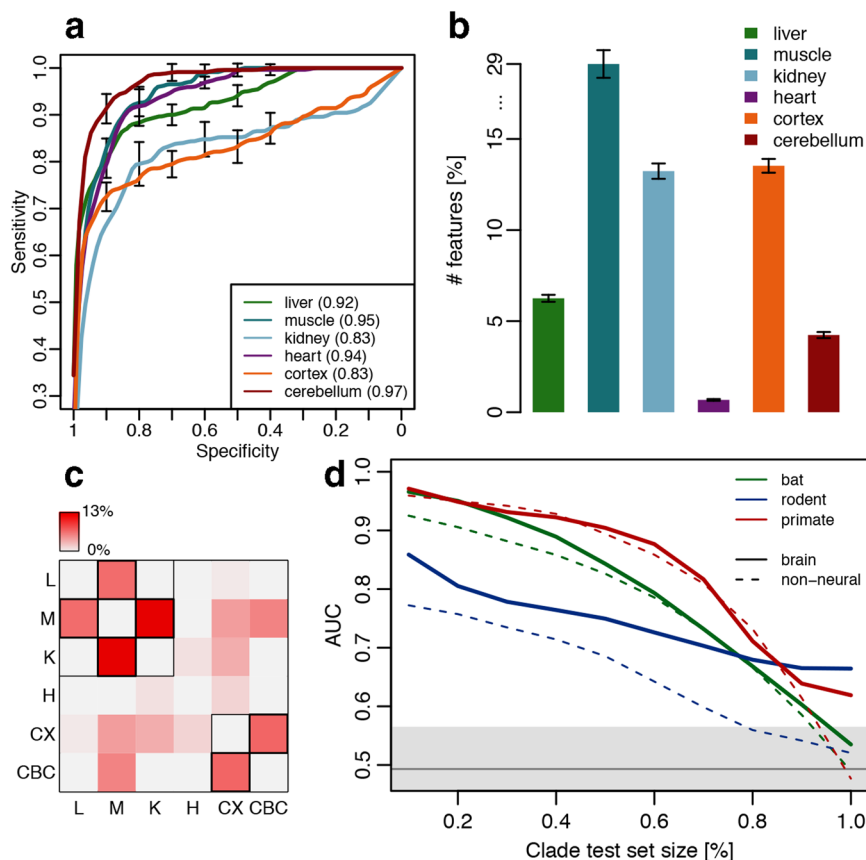 a
Sensitivity
1.0
0.9
0.8
0.7
0.6
0.5
0.4
0.3
liver (0.92)
muscle (0.95)
kidney (0.83)
heart (0.94)
cortex (0.83)
cerebellum (0.97)
1 0.8 0.6 0.4 0
Specificity
b
# features [%]
29
..
15
10
5
0
liver
muscle
kidney
heart
cortex
cerebellum
c
13%
0%
L
M
K
H
CX
CBC
L M K H CX CBC
d
AUC
1.0
0.9
0.8
0.7
0.6
0.5
bat
rodent
primate
brain
non−neural
0.2 0.4 0.6 0.8 1.0
Clade test set size [%]